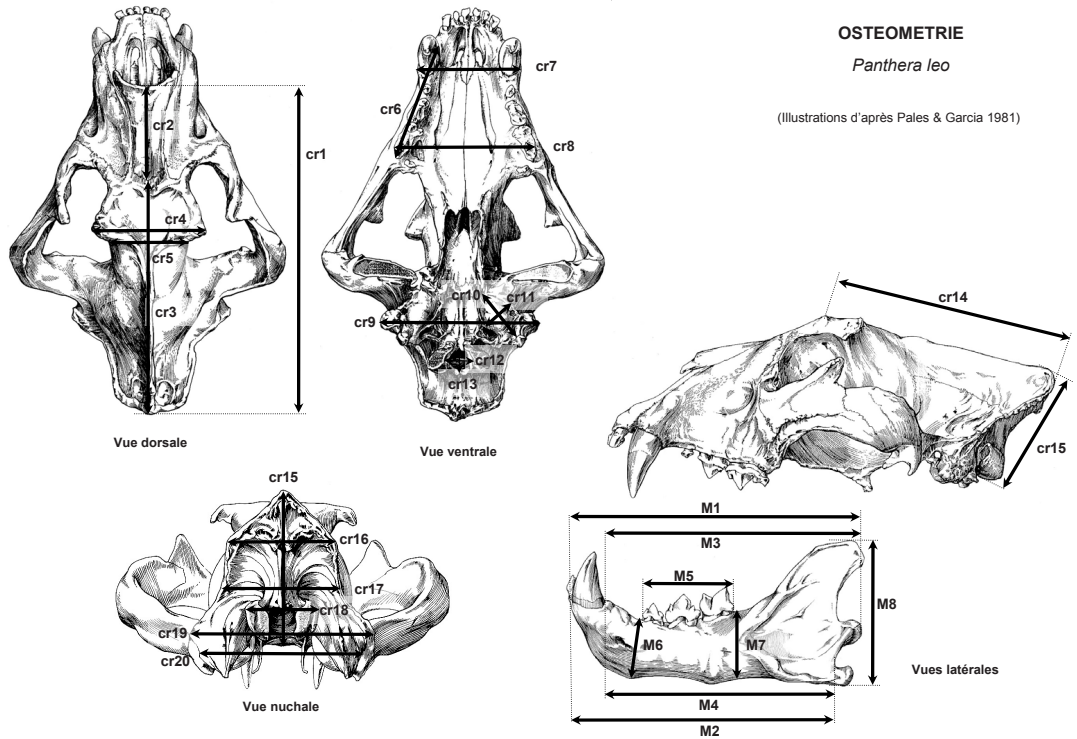 OSTEOMETRIE
Panthera leo
(Illustrations d'après Pales & Garcia 1981)
cr2
cr1
cr4
cr5
cr3
Vue dorsale
cr7
cr6
cr8
cr10
cr11
cr9
cr12
cr13
Vue ventrale
cr14
cr15
cr15
cr16
cr17
cr18
cr19
cr20
Vue nuchale
M1
M3
M5
M8
M6
M7
M4
M2
Vues latérales